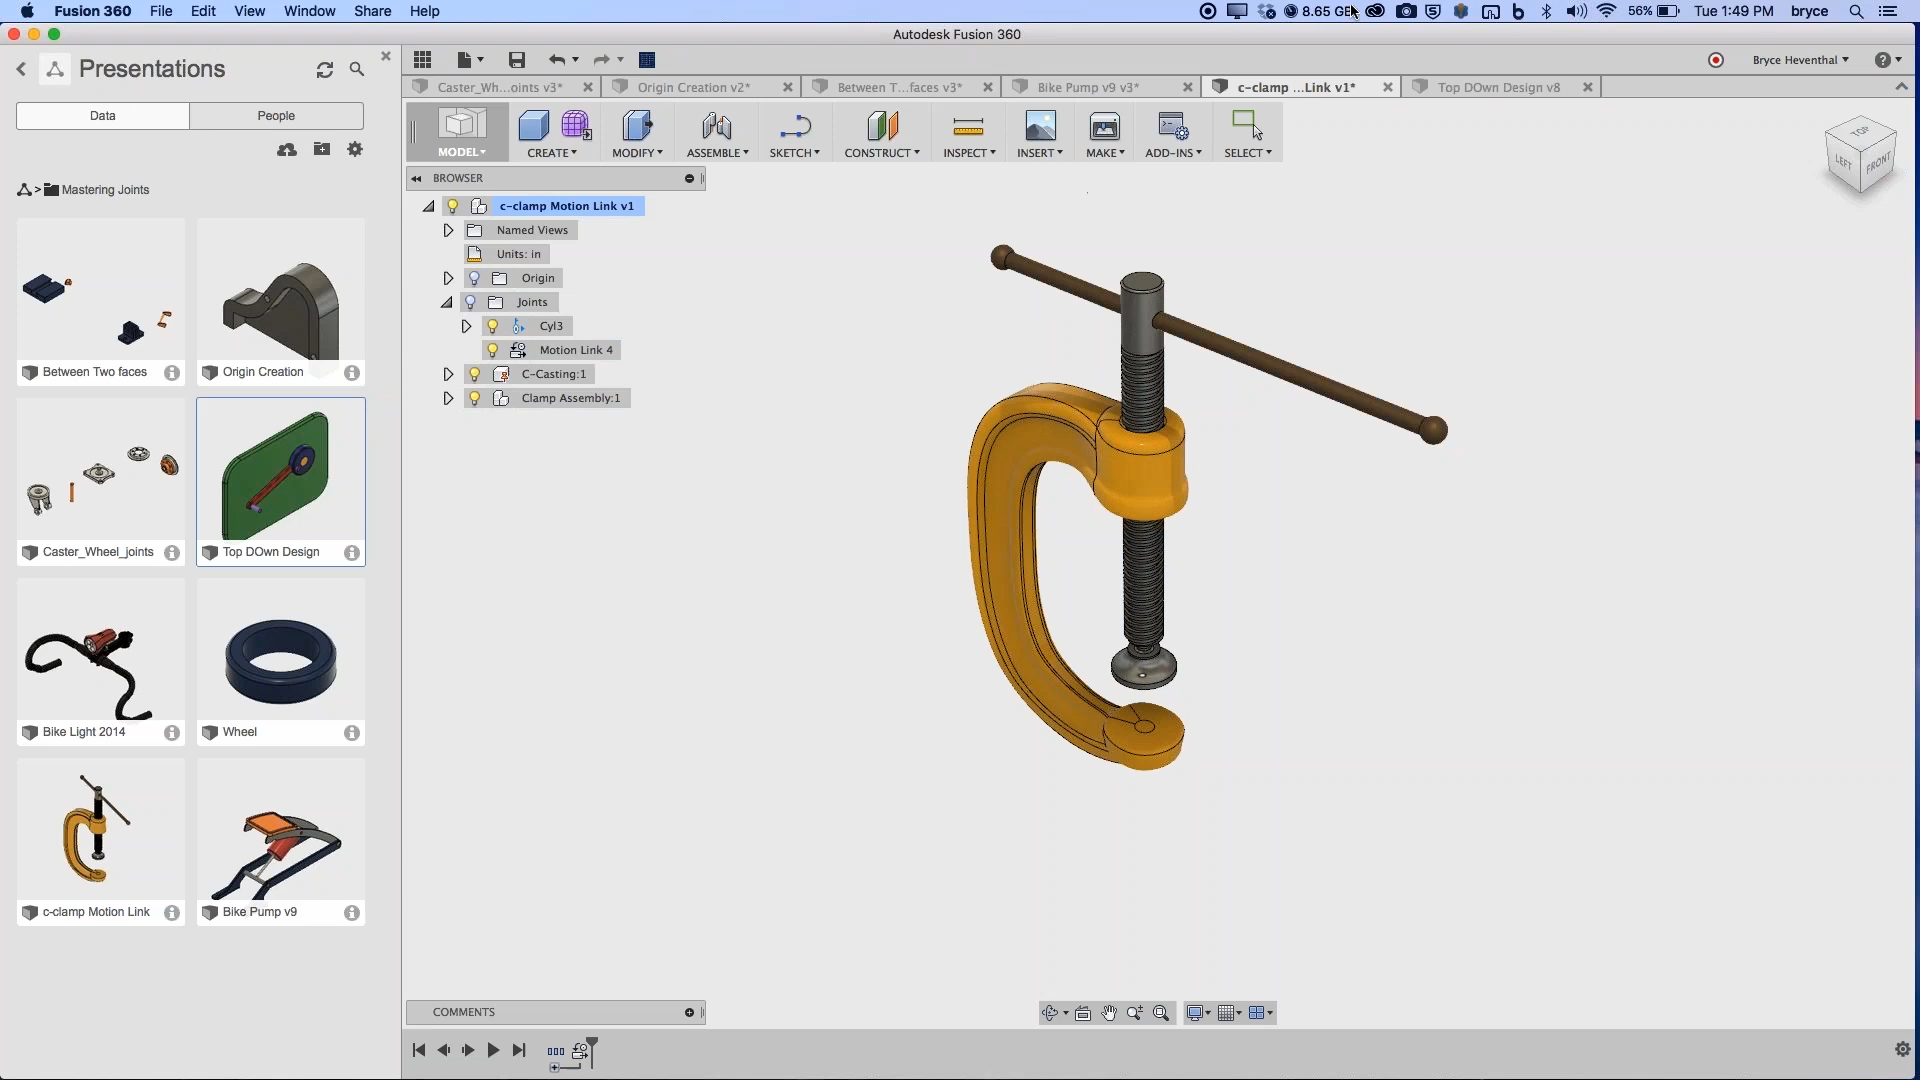 Fusion 360 File Edit View Window Share Help
8.65 GB 56% Tue 1:49 PM bryce
Autodesk Fusion 360
Presentations
Bryce Heventhal
Data People
Caster_Wh...oints v3* Origin Creation v2* Between T...faces v3* Bike Pump v9 v3* c-clamp ...Link v1* Top DOwn Design v8
MODEL CREATE MODIFY ASSEMBLE SKETCH CONSTRUCT INSPECT INSERT MAKE ADD-INS SELECT
TOP
LEFT FRONT
> Mastering Joints
BROWSER
c-clamp Motion Link v1
Named Views
Units: in
Origin
Joints
Cyl3
Motion Link 4
C-Casting:1
Clamp Assembly:1
Between Two faces Origin Creation
Caster_Wheel_joints Top DOwn Design
Bike Light 2014 Wheel
c-clamp Motion Link Bike Pump v9
COMMENTS